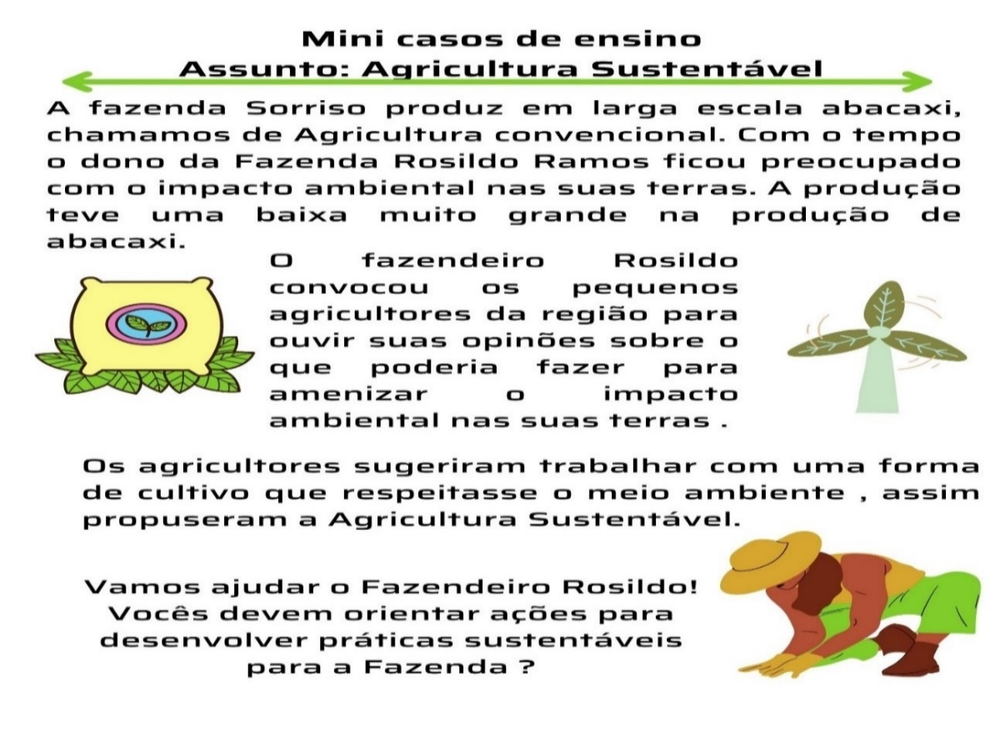 Mini casos de ensino
Assunto: Agricultura Sustentável
A fazenda Sorriso produz em larga escala abacaxi,
chamamos de Agricultura convencional. Com o tempo
o dono da Fazenda Rosildo Ramos ficou preocupado
com o impacto ambiental nas suas terras. A produção
teve uma baixa muito grande na produção de
abacaxi.
O fazendeiro Rosildo
convocou os pequenos
agricultores da região para
ouvir suas opinões sobre o
que poderia fazer para
amenizar o impacto
ambiental nas suas terras .
Os agricultores sugeriram trabalhar com uma forma
de cultivo que respeitasse o meio ambiente , assim
propuseram a Agricultura Sustentável.
Vamos ajudar o Fazendeiro Rosildo!
Vocês devem orientar ações para
desenvolver práticas sustentáveis
para a Fazenda ?